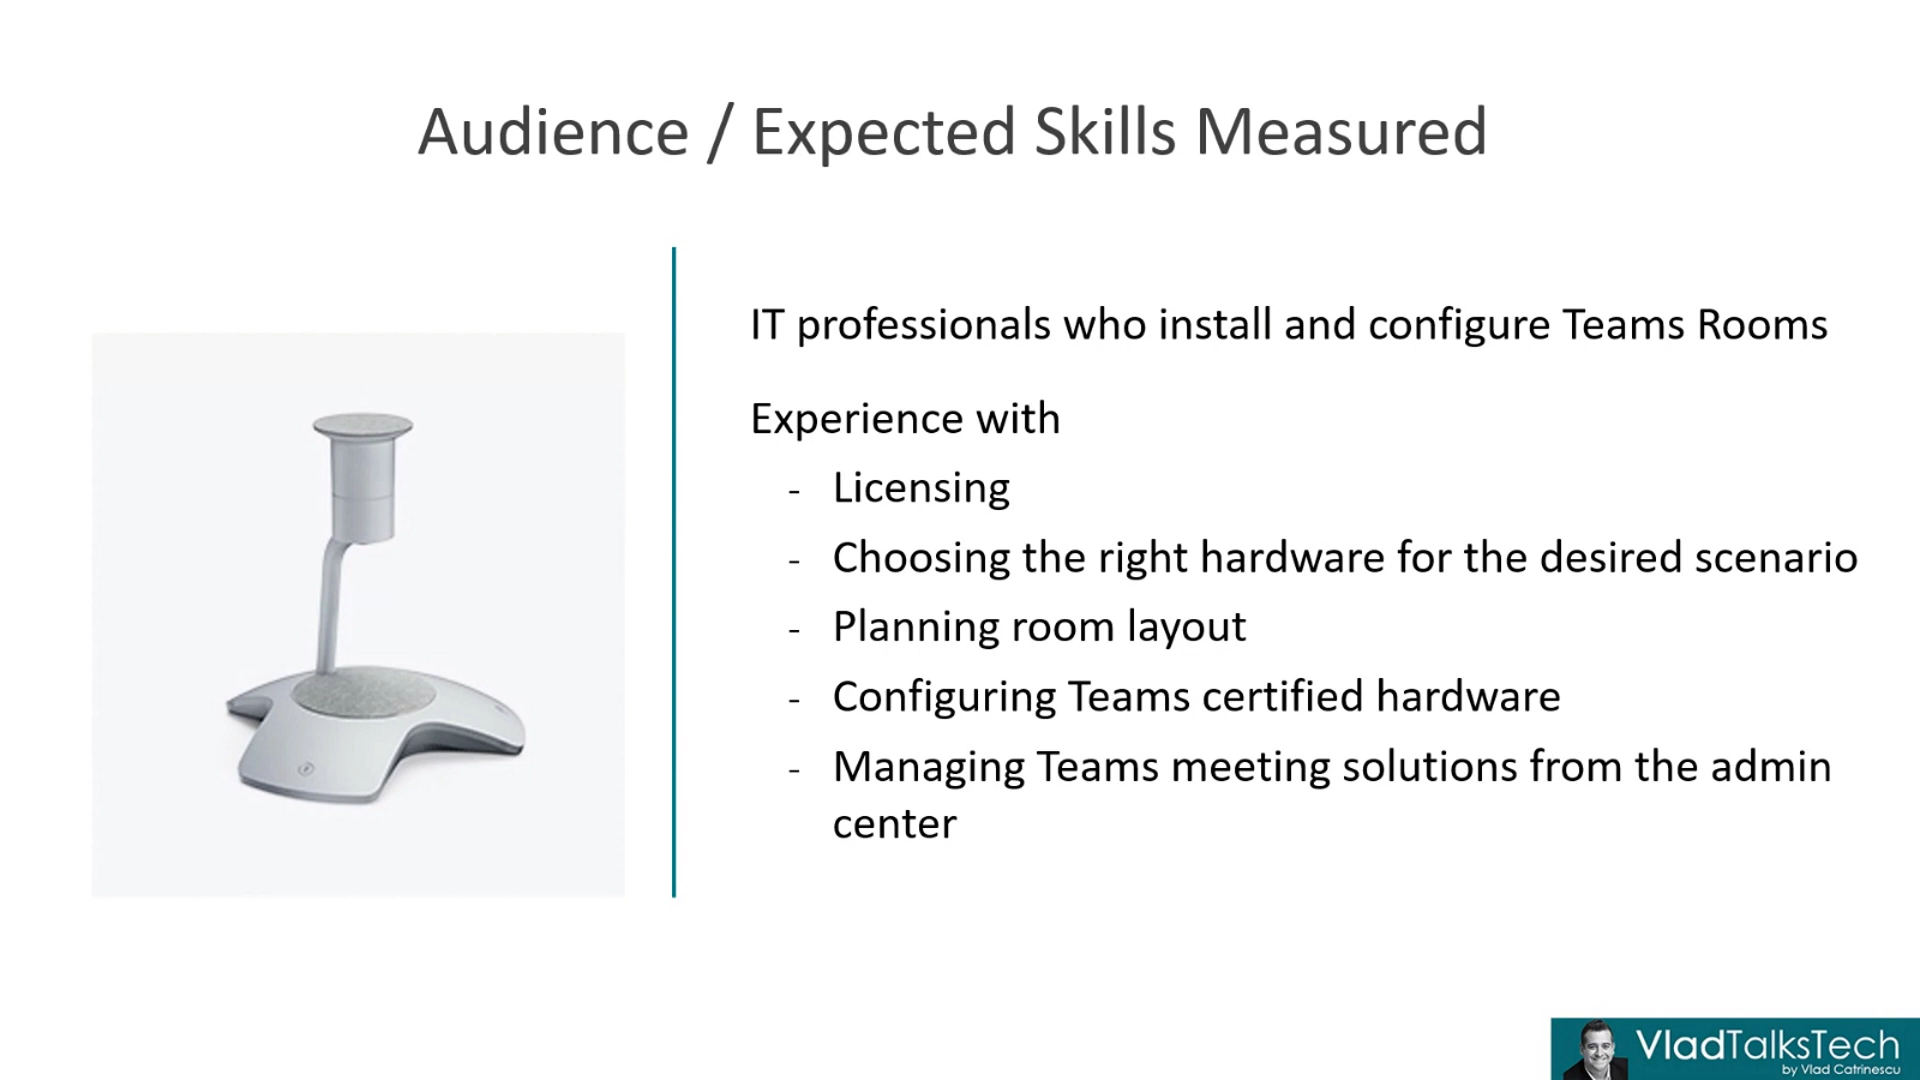 Audience / Expected Skills Measured
IT professionals who install and configure Teams Rooms
Experience with
- Licensing
- Choosing the right hardware for the desired scenario
- Planning room layout
- Configuring Teams certified hardware
- Managing Teams meeting solutions from the admin
center
VladTalksTech
by Vlad Catrinescu